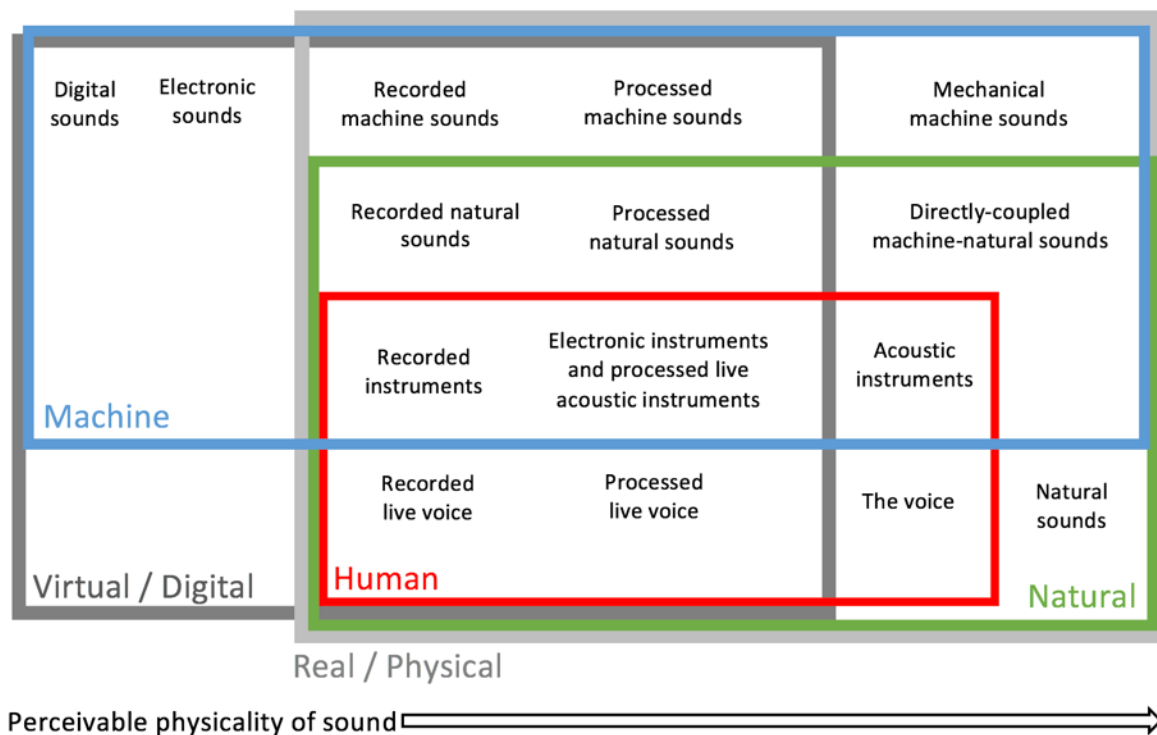 Digital
sounds
Electronic
sounds
Recorded
machine sounds
Processed
machine sounds
Mechanical
machine sounds
Recorded natural
sounds
Processed
natural sounds
Directly-coupled
machine-natural sounds
Recorded
instruments
Electronic instruments
and processed live
acoustic instruments
Acoustic
instruments
Machine
Recorded
live voice
Processed
live voice
The voice
Natural
sounds
Virtual / Digital
Human
Natural
Real / Physical
Perceivable physicality of sound